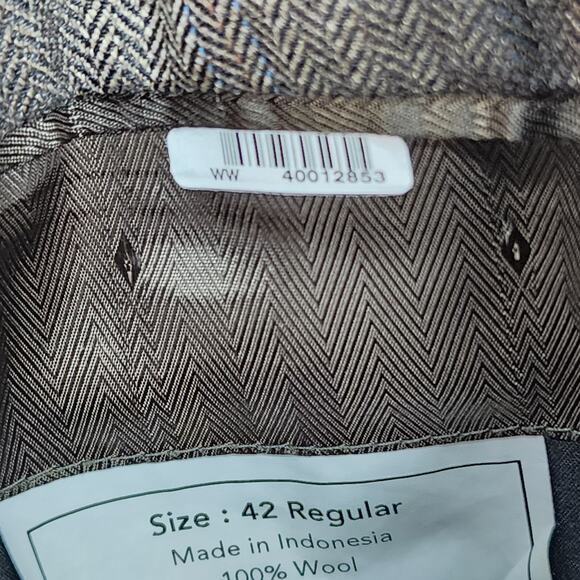 WW 40012853
Size : 42 Regular
Made in Indonesia
100% Wool